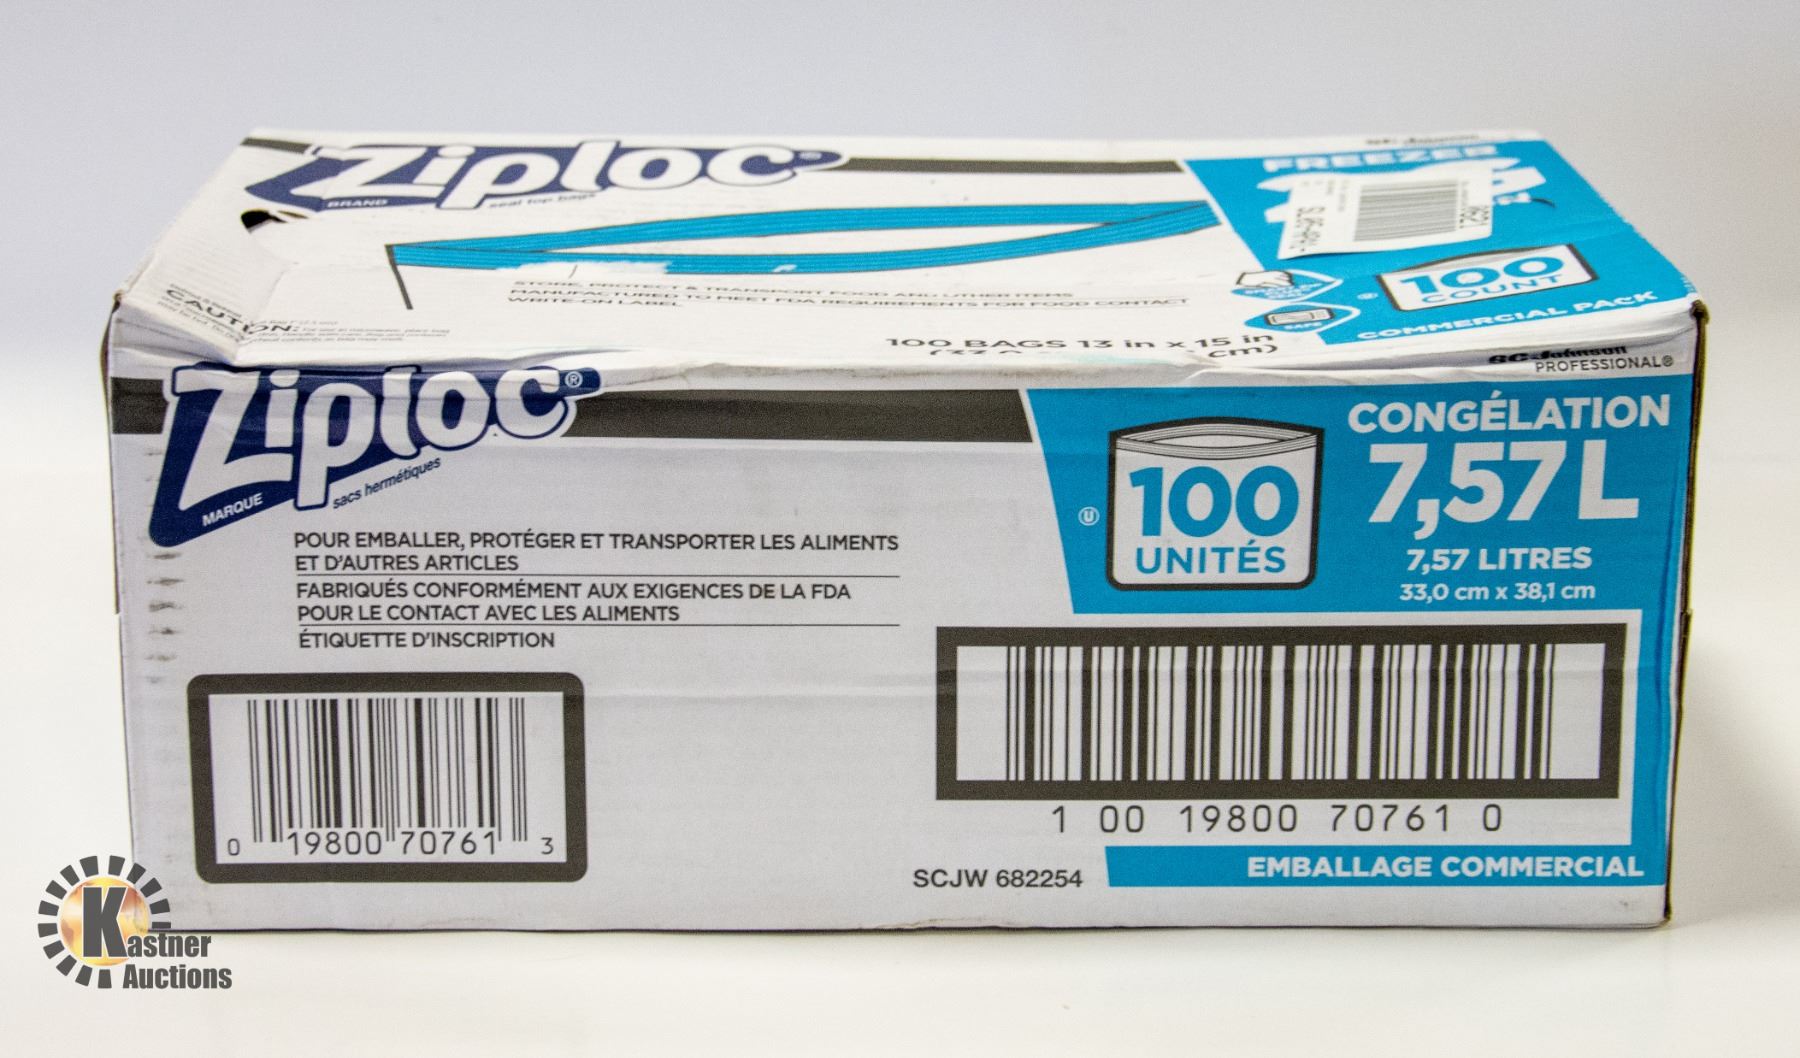 Ziploc®
BRAND
seal top bags
FREEZER
100
COUNT
COMMERCIAL PACK
STORE, PROTECT & TRANSPORT FOOD AND OTHER ITEMS
MANUFACTURED TO MEET FDA REQUIREMENTS FOR FOOD CONTACT
WRITE-ON LABEL
SAFE
CAUTION:
100 BAGS 13 in x 15 in
cm)
SC Johnson
PROFESSIONAL®
Ziploc®
MARQUE
sacs hermétiques
POUR EMBALLER, PROTÉGER ET TRANSPORTER LES ALIMENTS
ET D'AUTRES ARTICLES
FABRIQUÉS CONFORMÉMENT AUX EXIGENCES DE LA FDA
POUR LE CONTACT AVEC LES ALIMENTS
ÉTIQUETTE D'INSCRIPTION
U
100
UNITÉS
CONGÉLATION
7,57 L
7,57 LITRES
33,0 cm x 38,1 cm
0 19800 70761 3
1 00 19800 70761 0
SCJW 682254
EMBALLAGE COMMERCIAL
Kastner
Auctions